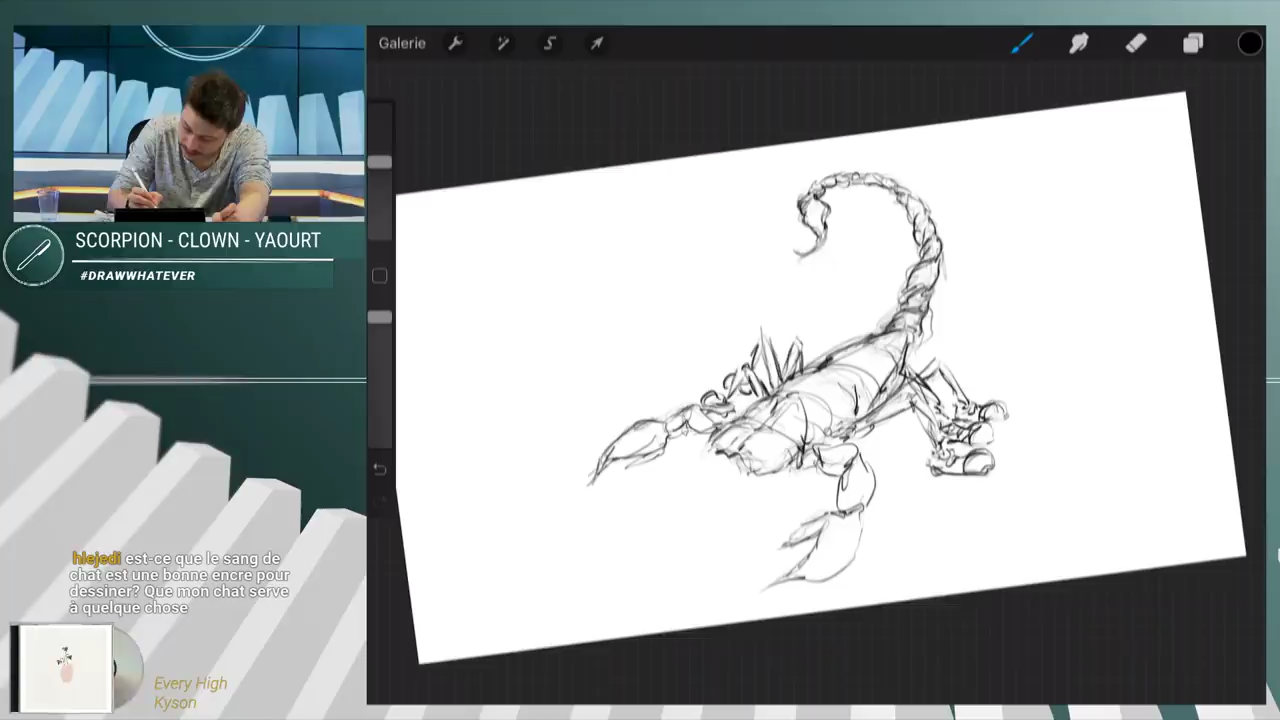 Galerie
SCORPION - CLOWN - YAOURT
#DRAWWHATEVER
hlejedi est-ce que le sang de
chat est une bonne encre pour
dessiner? Que mon chat serve
à quelque chose
Every High
Kyson